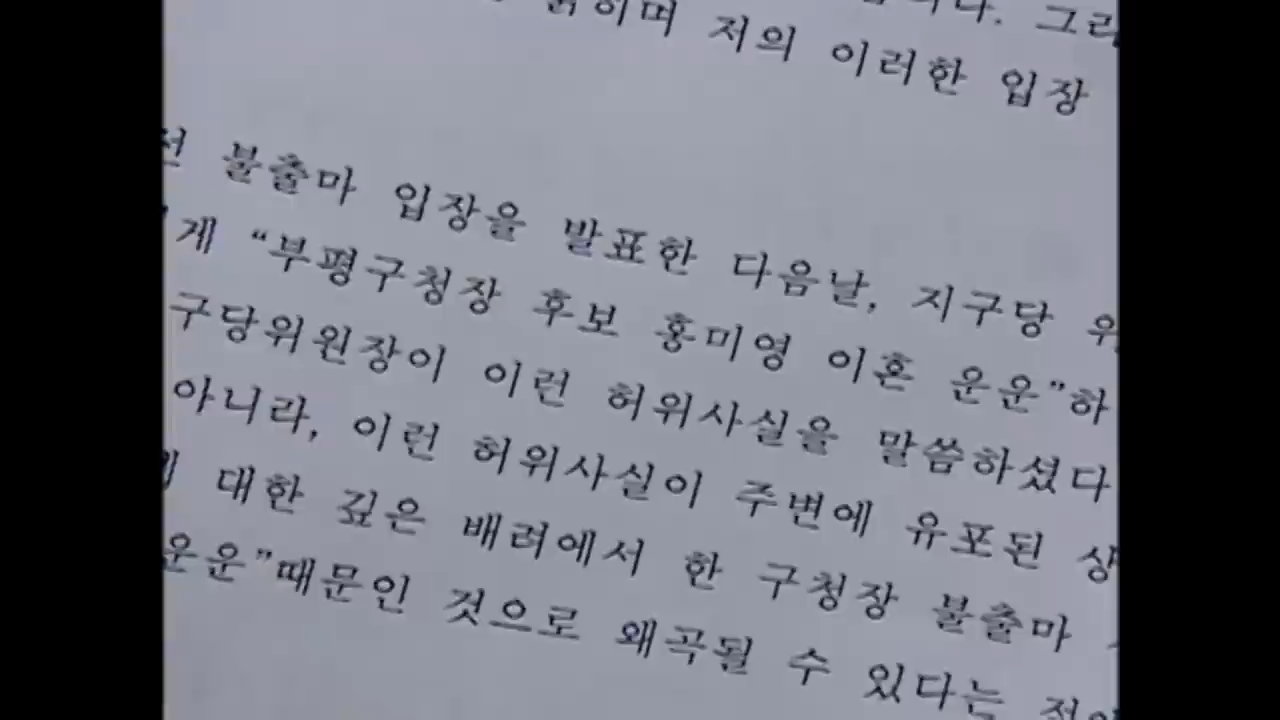 저의 이러한 입장
불출마 입장을 발표한 다음날, 지구당
게 “부평구청장 후보 홍미영 이혼 운운”하
구당위원장이 이런 허위사실을 말씀하셨다
아니라, 이런 허위사실이 주변에 유포된
대한 깊은 배려에서 한 구청장 불출마
운운”때문인 것으로 왜곡될 수 있다는